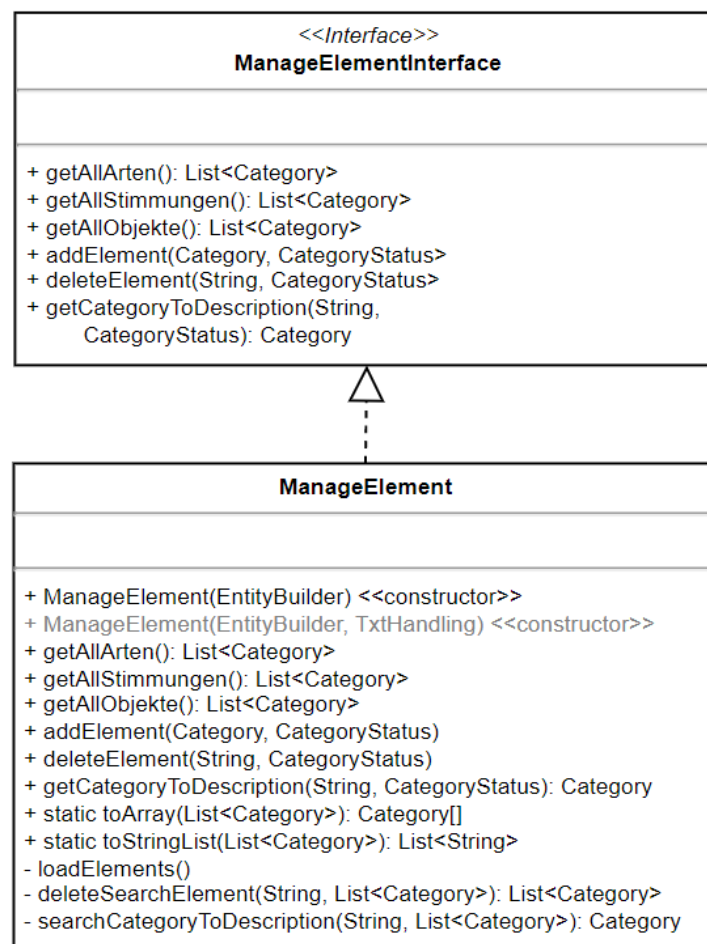 <<Interface>>
ManageElementInterface
+ getAllArten(): List<Category>
+ getAllStimmungen(): List<Category>
+ getAllObjekte(): List<Category>
+ addElement(Category, CategoryStatus>
+ deleteElement(String, CategoryStatus>
+ getCategoryToDescription(String,
CategoryStatus): Category
ManageElement
+ ManageElement(EntityBuilder) <<constructor>>
+ ManageElement(EntityBuilder, TxtHandling) <<constructor>>
+ getAllArten(): List<Category>
+ getAllStimmungen(): List<Category>
+ getAllObjekte(): List<Category>
+ addElement(Category, CategoryStatus)
+ deleteElement(String, CategoryStatus)
+ getCategoryToDescription(String, CategoryStatus): Category
+ static toArray(List<Category>): Category[]
+ static toStringList(List<Category>): List<String>
- loadElements()
- deleteSearchElement(String, List<Category>): List<Category>
- searchCategoryToDescription(String, List<Category>): Category